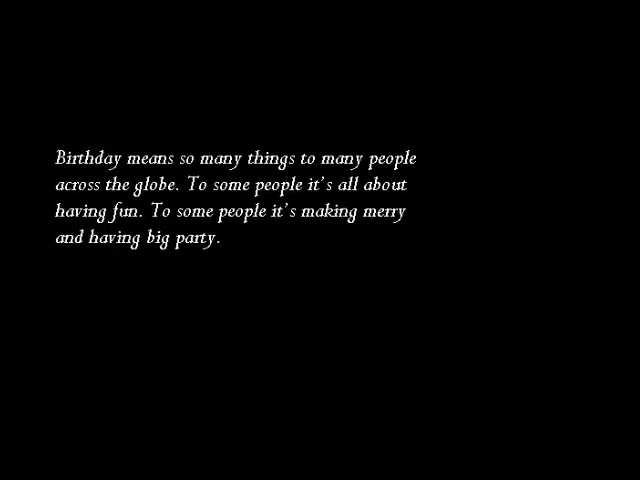 Birthday means so many things to many people
across the globe. To some people it's all about
having fun. To some people it's making merry
and having big party.